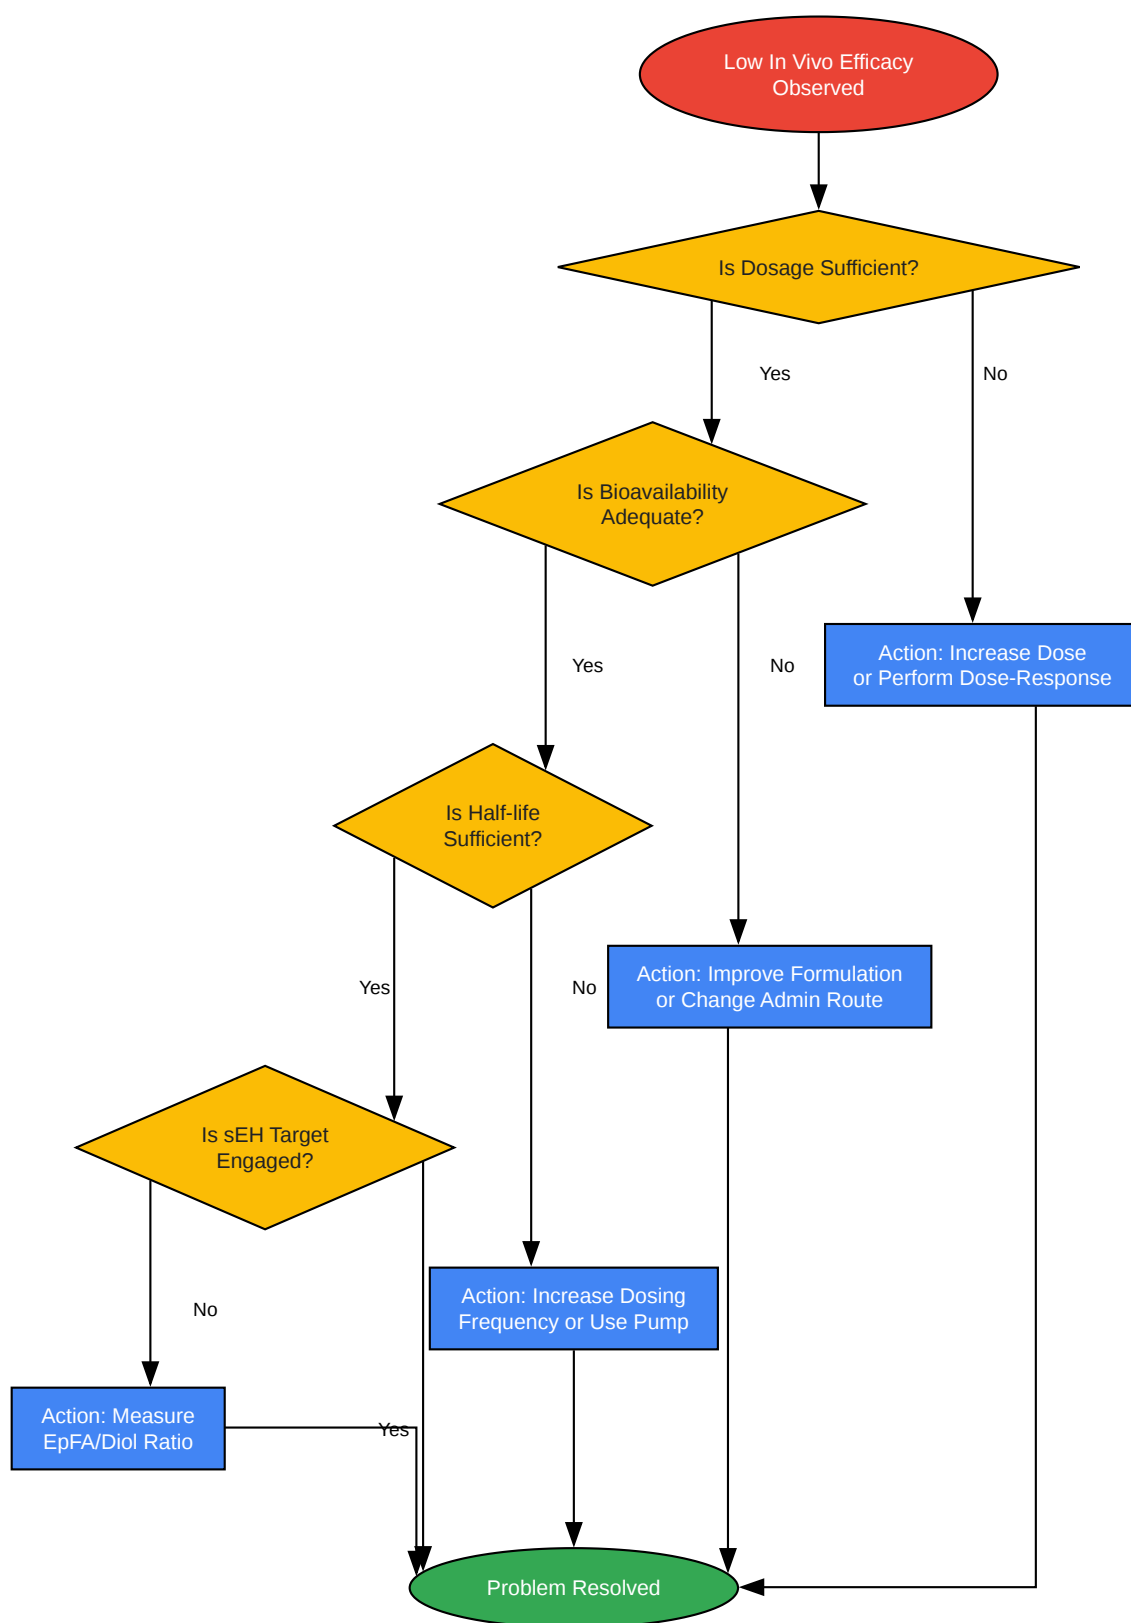 Low In Vivo Efficacy
Observed
Is Dosage Sufficient?
Yes
No
Is Bioavailability
Adequate?
Action: Increase Dose
or Perform Dose-Response
Yes
No
Is Half-life
Sufficient?
Action: Improve Formulation
or Change Admin Route
Yes
No
Is sEH Target
Engaged?
Action: Increase Dosing
Frequency or Use Pump
No
Action: Measure
EpFA/Diol Ratio
Yes
Problem Resolved